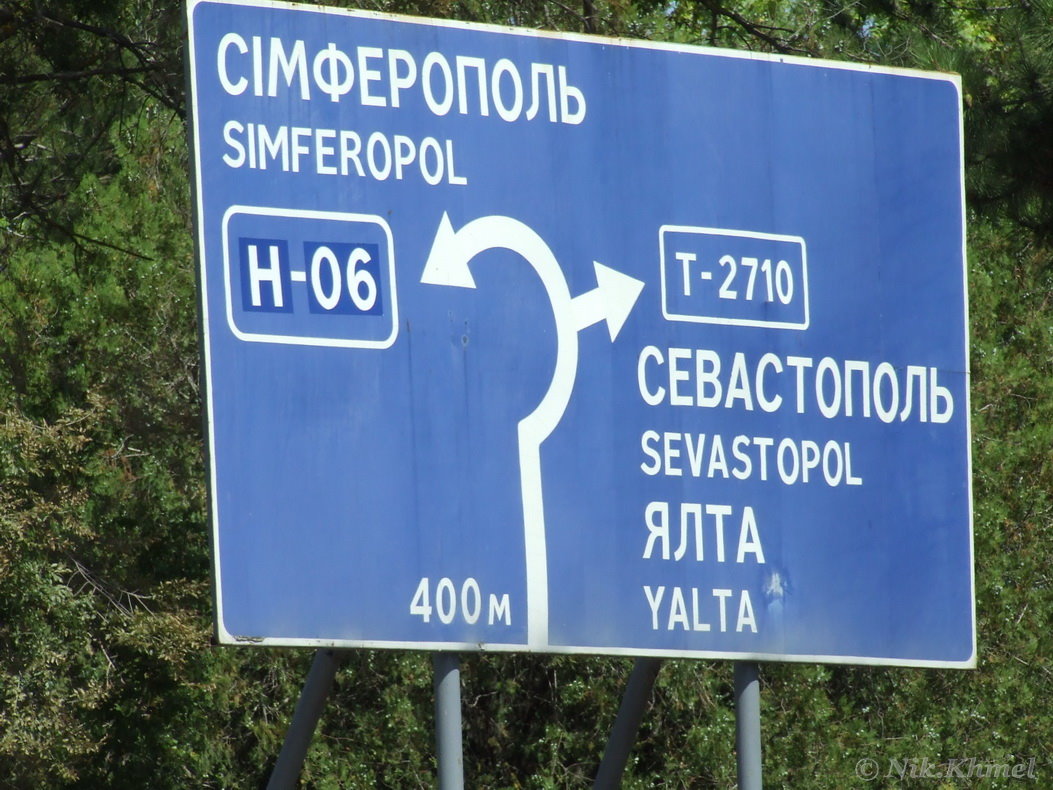 СІМФЕРОПОЛЬ
SIMFEROPOL
Н-06
Т-2710
СЕВАСТОПОЛЬ
SEVASTOPOL
ЯЛТА
YALTA
400м
© Nik.Khmel